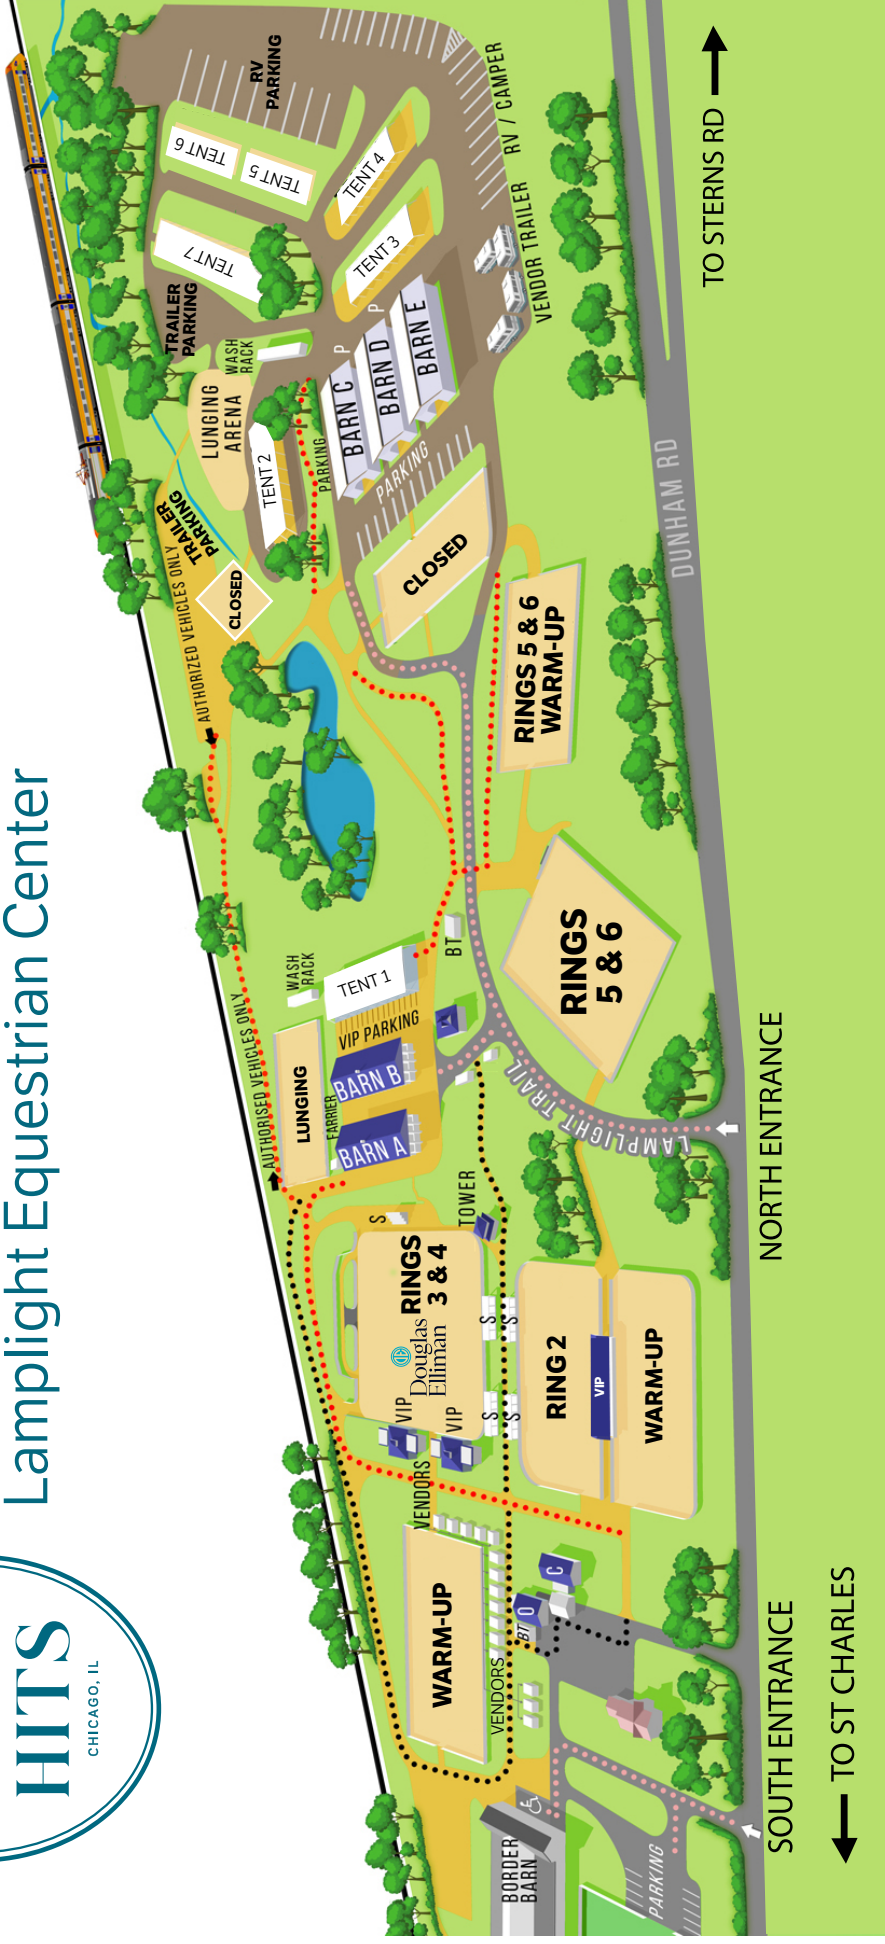 HITS
CHICAGO, IL
Lamplight Equestrian Center
AUTHORISED VEHICLES ONLY
AUTHORIZED VEHICLES ONLY
TRAILER
PARKING
TRAILER
PARKING
RV
PARKING
TENT 6
TENT 5
TENT 7
TENT 4
TENT 3
WASH
RACK
LUNGING
ARENA
TENT 2
CLOSED
PARKING
P
P
BARN C
BARN D
BARN E
PARKING
CLOSED
RV / CAMPER
VENDOR TRAILER
RINGS 5 & 6
WARM-UP
WASH
RACK
TENT 1
BT
VIP PARKING
LUNGING
FARRIER
BARN B
BARN A
RINGS
5 & 6
LAMPLIGHT TRAIL
TOWER
S
RINGS
3 & 4
Douglas
Elliman
VIP
VIP
S
S
S
S
RING 2
VIP
WARM-UP
VENDORS
WARM-UP
VENDORS
BT
O
C
BORDER
BARN
PARKING
DUNHAM RD
TO STERNS RD
NORTH ENTRANCE
SOUTH ENTRANCE
TO ST CHARLES